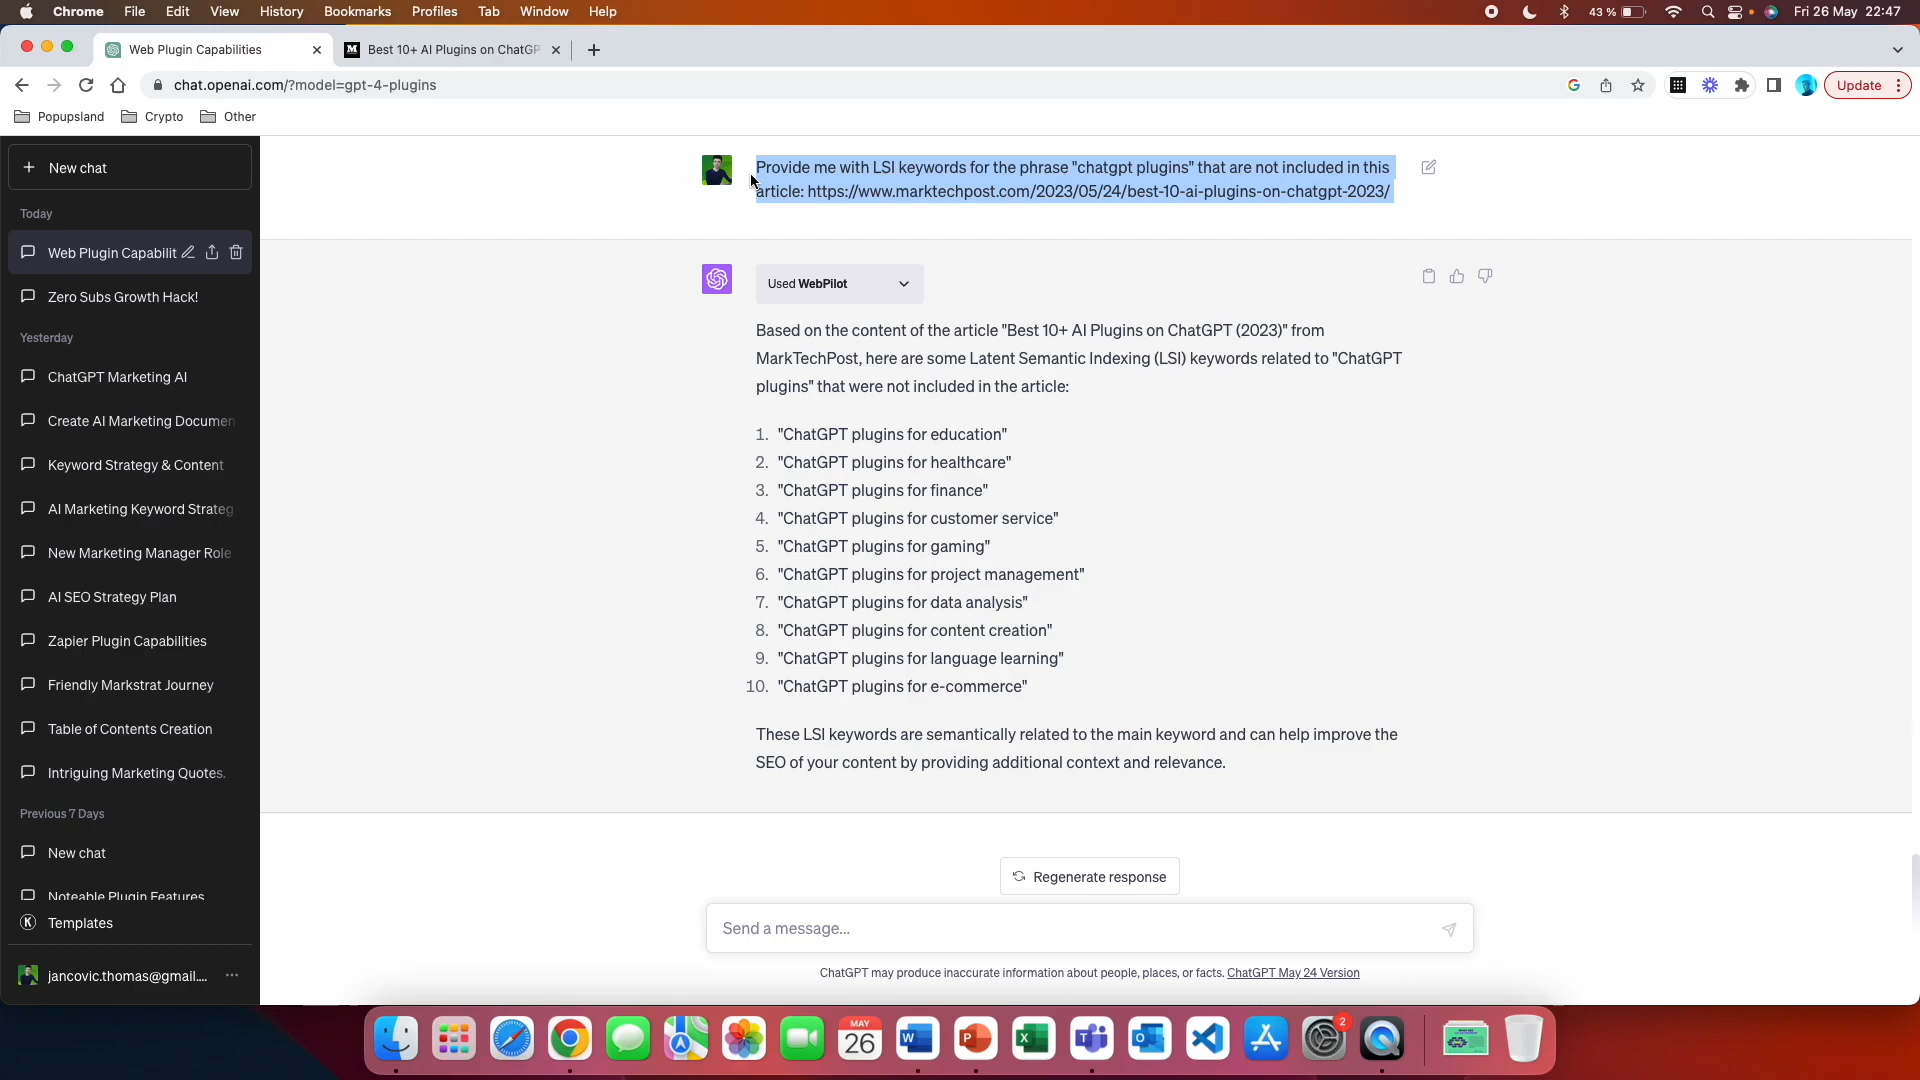 Chrome File Edit View History Bookmarks Profiles Tab Window Help 43 % Fri 26 May 22:47
Web Plugin Capabilities Best 10+ AI Plugins on ChatGP
chat.openai.com/?model=gpt-4-plugins Update
Popupsland Crypto Other
New chat
Today
Web Plugin Capabilit
Zero Subs Growth Hack!
Yesterday
ChatGPT Marketing AI
Create AI Marketing Documen
Keyword Strategy & Content
AI Marketing Keyword Strateg
New Marketing Manager Role
AI SEO Strategy Plan
Zapier Plugin Capabilities
Friendly Markstrat Journey
Table of Contents Creation
Intriguing Marketing Quotes.
Previous 7 Days
New chat
Noteable Plugin Features
K Templates
jancovic.thomas@gmail....
Provide me with LSI keywords for the phrase "chatgpt plugins" that are not included in this
article: https://www.marktechpost.com/2023/05/24/best-10-ai-plugins-on-chatgpt-2023/
Used WebPilot
Based on the content of the article "Best 10+ AI Plugins on ChatGPT (2023)" from
MarkTechPost, here are some Latent Semantic Indexing (LSI) keywords related to "ChatGPT
plugins" that were not included in the article:
1. "ChatGPT plugins for education"
2. "ChatGPT plugins for healthcare"
3. "ChatGPT plugins for finance"
4. "ChatGPT plugins for customer service"
5. "ChatGPT plugins for gaming"
6. "ChatGPT plugins for project management"
7. "ChatGPT plugins for data analysis"
8. "ChatGPT plugins for content creation"
9. "ChatGPT plugins for language learning"
10. "ChatGPT plugins for e-commerce"
These LSI keywords are semantically related to the main keyword and can help improve the
SEO of your content by providing additional context and relevance.
Regenerate response
Send a message...
ChatGPT may produce inaccurate information about people, places, or facts. ChatGPT May 24 Version
MAY
26
W
P
X
T
O
2